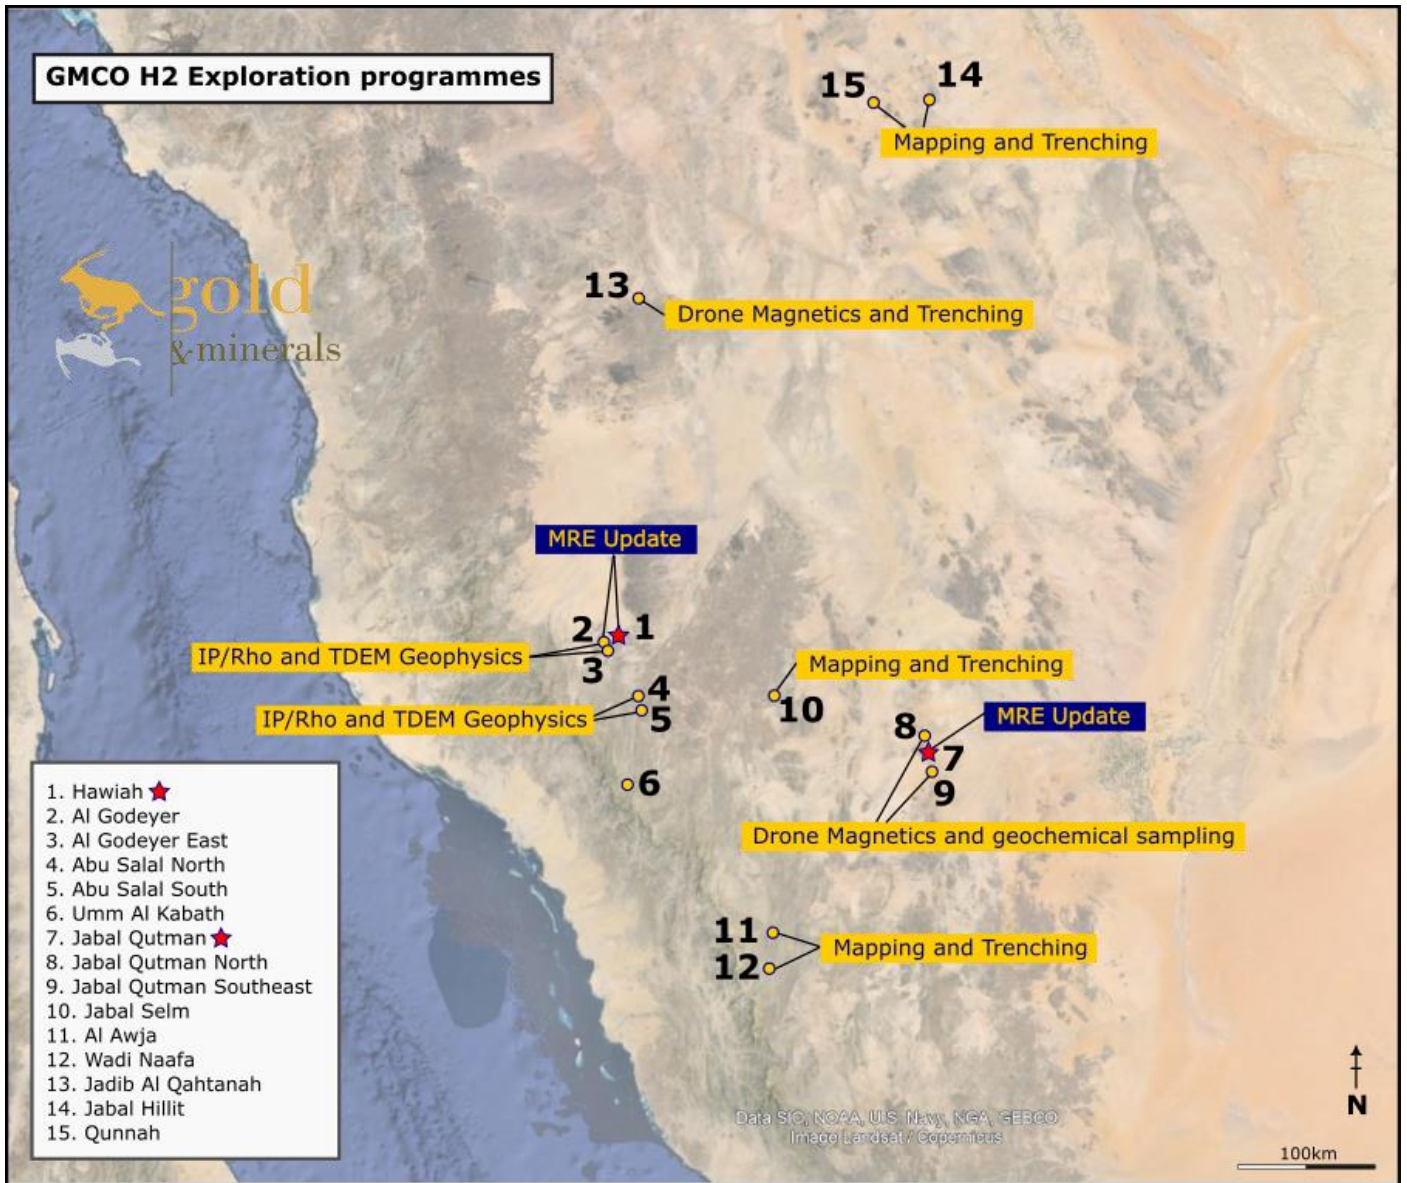 GMCO H2 Exploration programmes
15
14
Mapping and Trenching
gold
&minerals
13
Drone Magnetics and Trenching
MRE Update
2
1
IP/Rho and TDEM Geophysics
3
Mapping and Trenching
4
IP/Rho and TDEM Geophysics
5
10
MRE Update
8
7
6
9
Drone Magnetics and geochemical sampling
11
Mapping and Trenching
12
1. Hawiah
2. Al Godeyer
3. Al Godeyer East
4. Abu Salal North
5. Abu Salal South
6. Umm Al Kabath
7. Jabal Qutman
8. Jabal Qutman North
9. Jabal Qutman Southeast
10. Jabal Selm
11. Al Awja
12. Wadi Naafa
13. Jadib Al Qahtanah
14. Jabal Hillit
15. Qunnah
N
Data SIO, NOAA, U.S. Navy, NGA, GEBCO
Image Landsat / Copernicus
100km